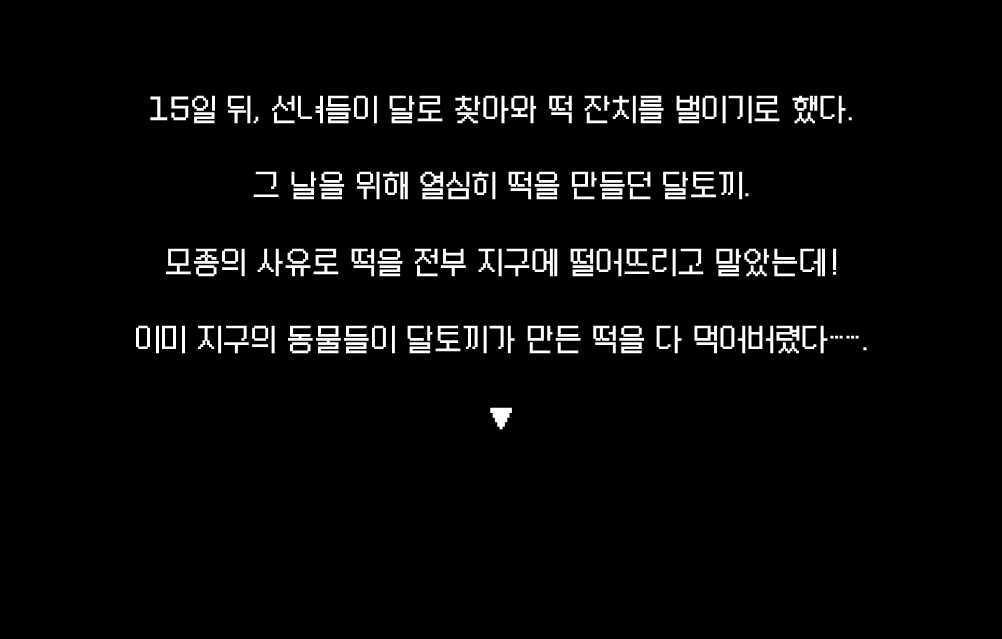 15일 뒤, 선녀들이 달로 찾아와 떡 잔치를 벌이기로 했다.
그 날을 위해 열심히 떡을 만들던 달토끼.
모종의 사유로 떡을 전부 지구에 떨어뜨리고 말았는데!
이미 지구의 동물들이 달토끼가 만든 떡을 다 먹어버렸다⋯⋯.
▼